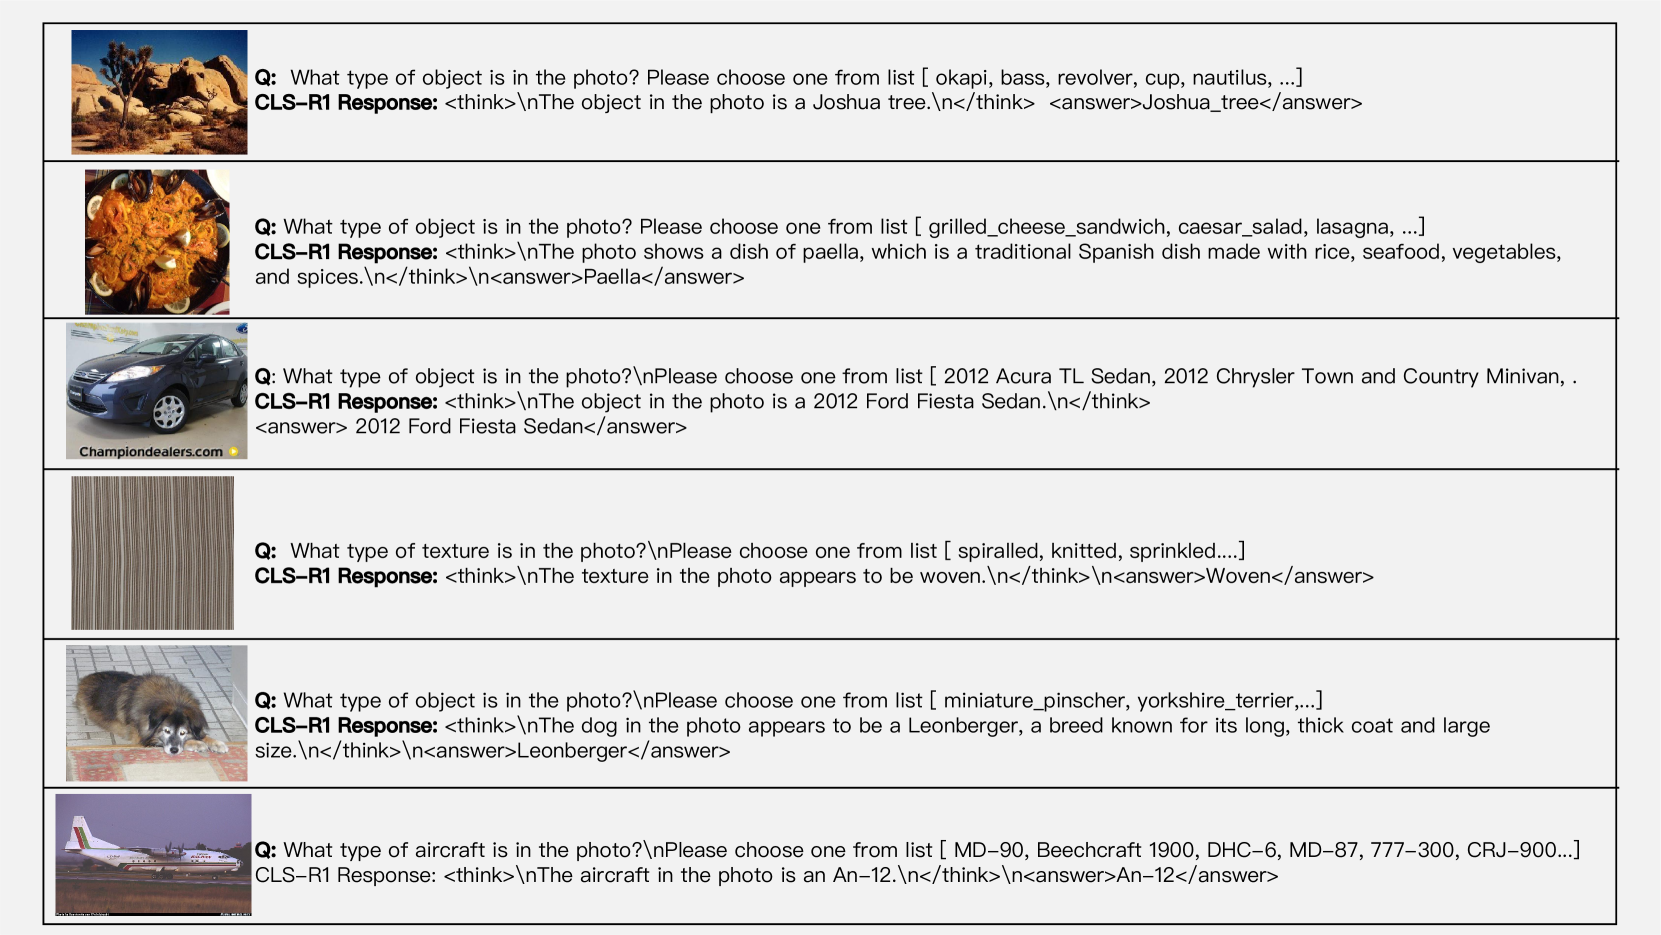 Q: What type of object is in the photo? Please choose one from list [ okapi, bass, revolver, cup, nautilus, ...]
CLS-R1 Response: <think>\nThe object in the photo is a Joshua tree.\n</think> <answer>Joshua_tree</answer>
Q: What type of object is in the photo? Please choose one from list [ grilled_cheese_sandwich, caesar_salad, lasagna, ...]
CLS-R1 Response: <think>\nThe photo shows a dish of paella, which is a traditional Spanish dish made with rice, seafood, vegetables,
and spices.\n</think>\n<answer>Paella</answer>
Q: What type of object is in the photo?\nPlease choose one from list [ 2012 Acura TL Sedan, 2012 Chrysler Town and Country Minivan, .
CLS-R1 Response: <think>\nThe object in the photo is a 2012 Ford Fiesta Sedan.\n</think>
<answer> 2012 Ford Fiesta Sedan</answer>
Championdealers.com
Q: What type of texture is in the photo?\nPlease choose one from list [ spiralled, knitted, sprinkled....]
CLS-R1 Response: <think>\nThe texture in the photo appears to be woven.\n</think>\n<answer>Woven</answer>
Q: What type of object is in the photo?\nPlease choose one from list [ miniature_pinscher, yorkshire_terrier,...]
CLS-R1 Response: <think>\nThe dog in the photo appears to be a Leonberger, a breed known for its long, thick coat and large
size.\n</think>\n<answer>Leonberger</answer>
Q: What type of aircraft is in the photo?\nPlease choose one from list [ MD-90, Beechcraft 1900, DHC-6, MD-87, 777-300, CRJ-900...]
CLS-R1 Response: <think>\nThe aircraft in the photo is an An-12.\n</think>\n<answer>An-12</answer>